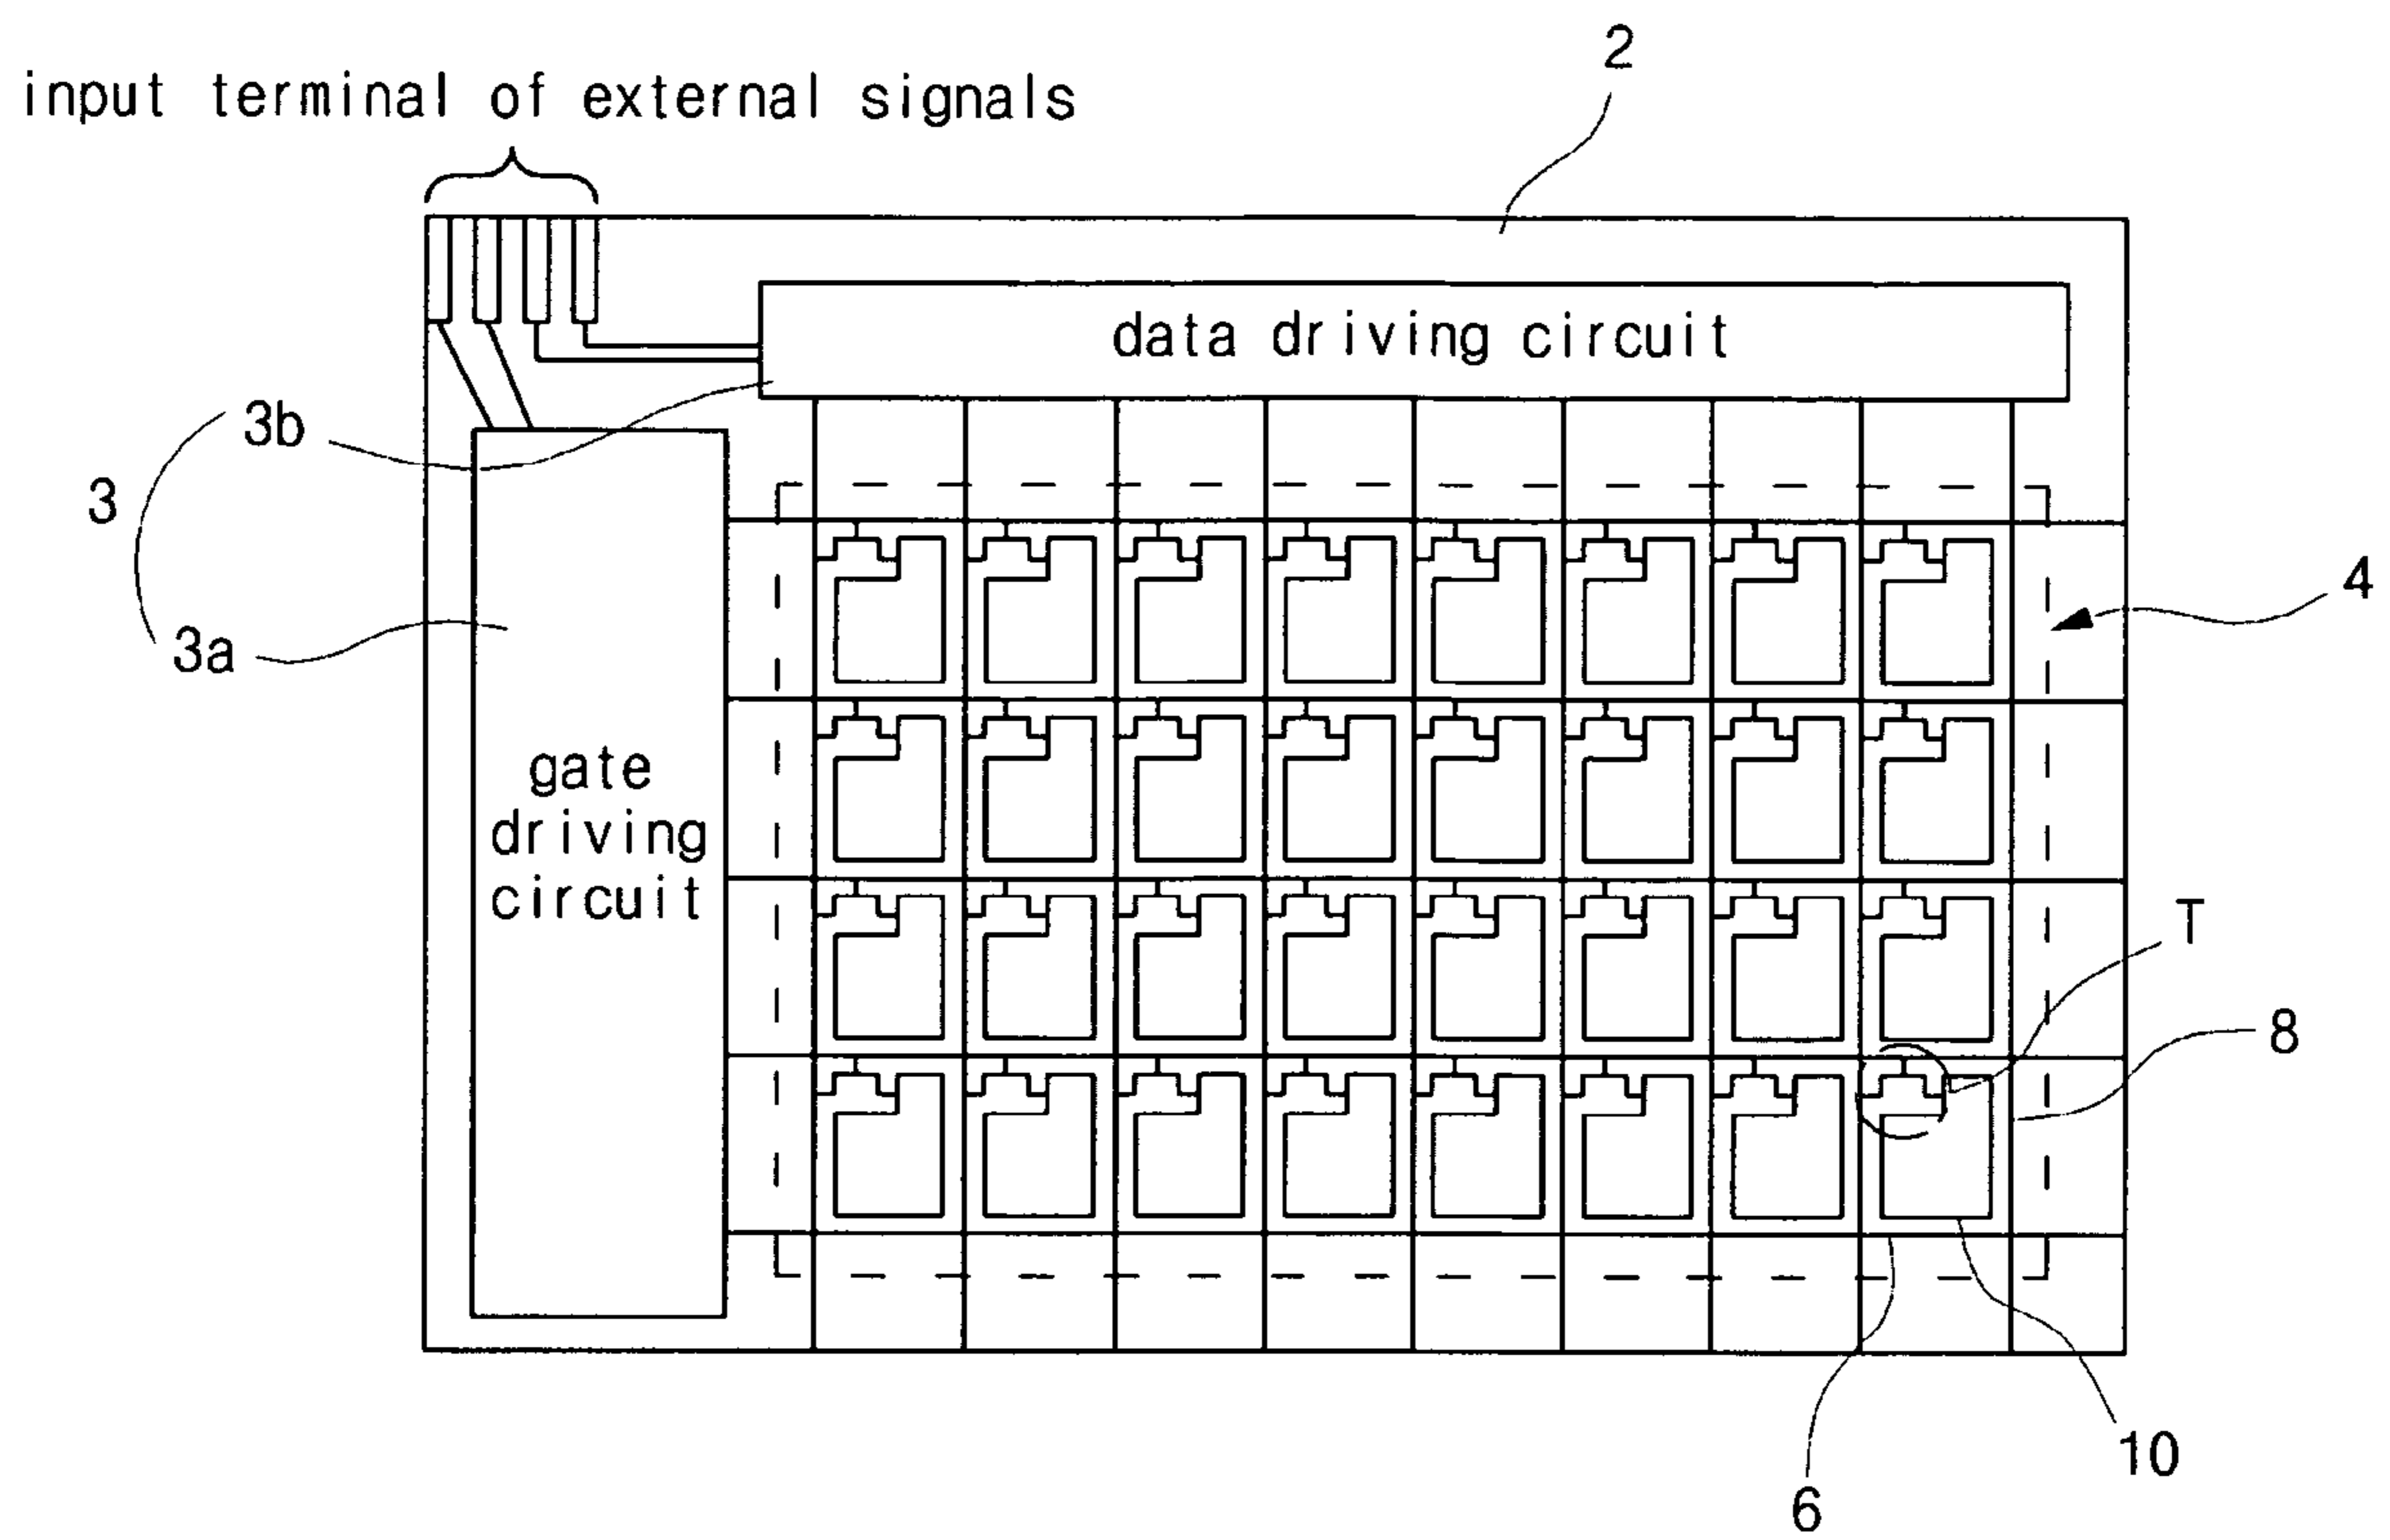 2
input terminal of external signals
data driving circuit
3b
3
3a
4
gate
driving
circuit
T
8
10
6